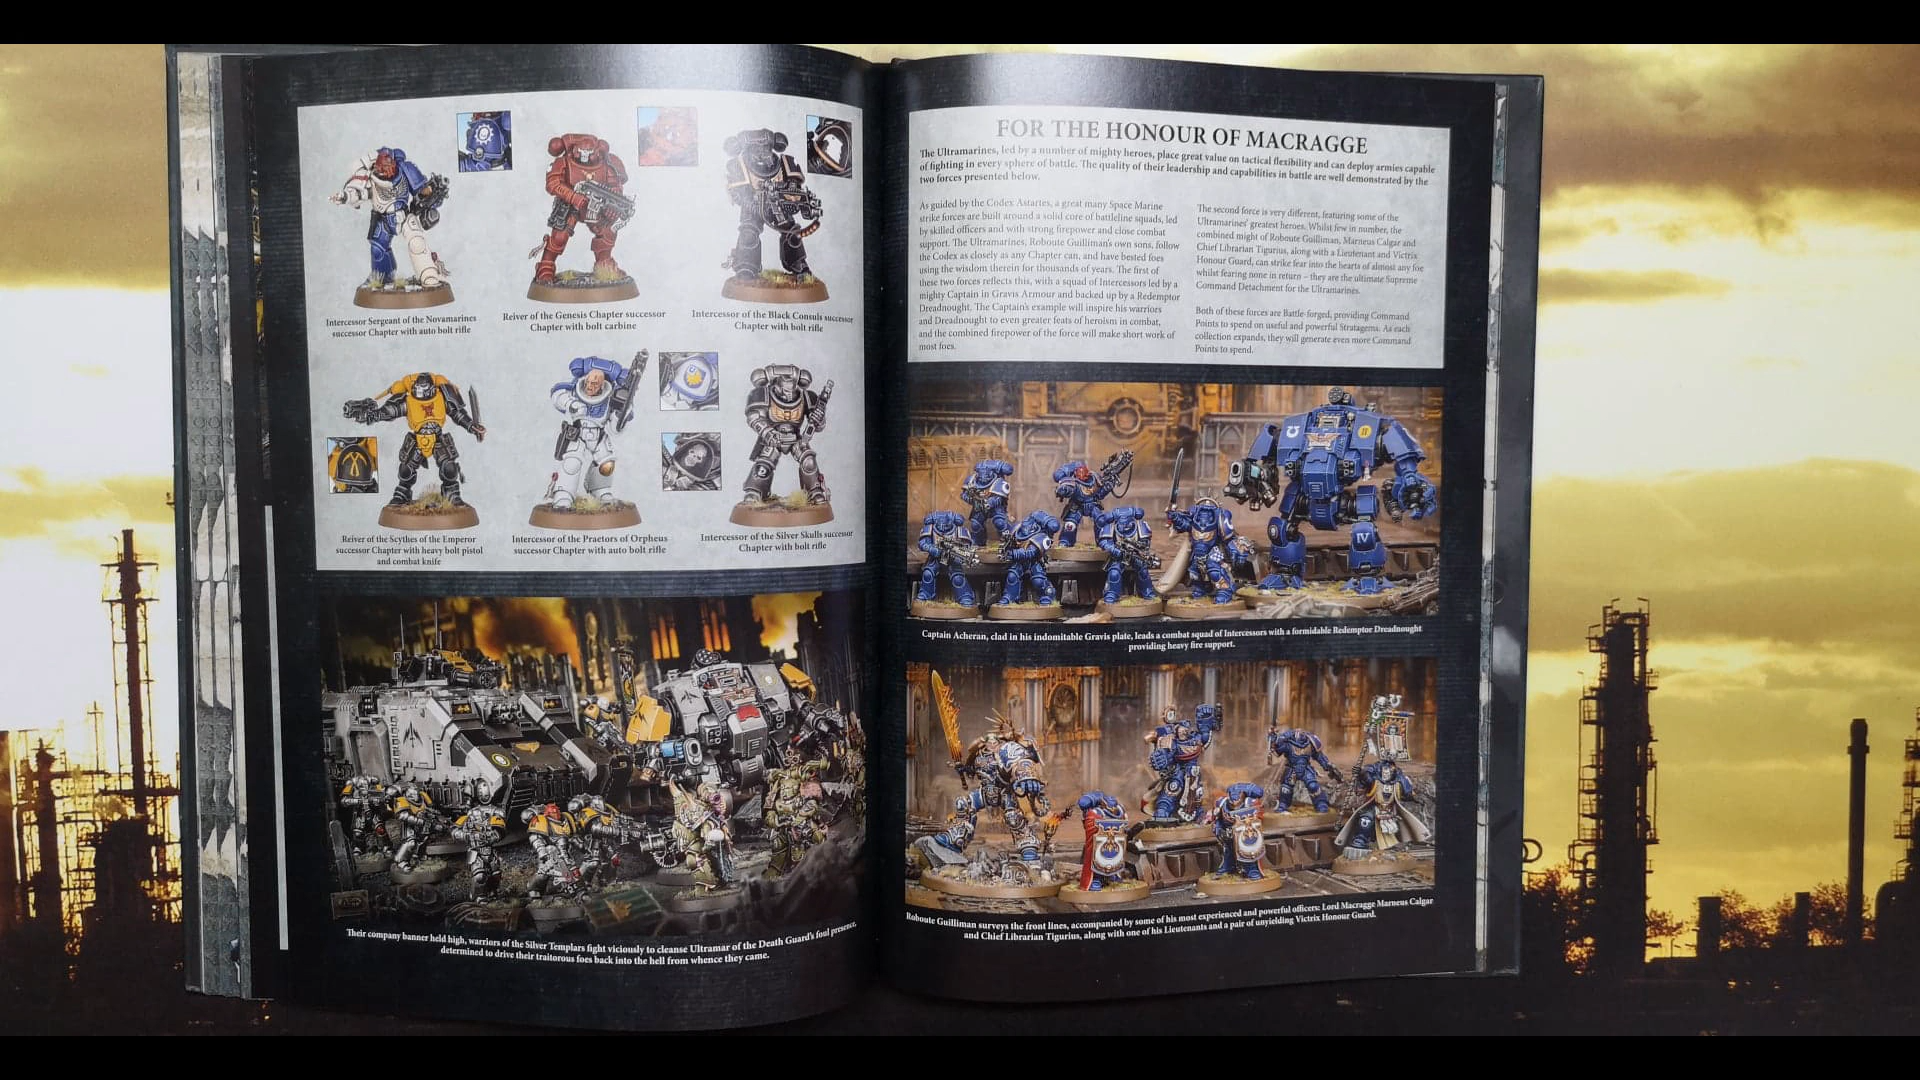 Intercessor Sergeant of the Novamarines
successor Chapter with auto bolt rifle
Reiver of the Genesis Chapter successor
Chapter with bolt carbine
Intercessor of the Black Consuls successor
Chapter with bolt rifle
Reiver of the Scythes of the Emperor
successor Chapter with heavy bolt pistol
and combat knife
Intercessor of the Praetors of Orpheus
successor Chapter with auto bolt rifle
Intercessor of the Silver Skulls successor
Chapter with bolt rifle
Their company banner held high, warriors of the Silver Templars fight viciously to cleanse Ultramar of the Death Guard's foul presence,
determined to drive their traitorous foes back into the hell from whence they came.
FOR THE HONOUR OF MACRAGGE
The Ultramarines, led by a number of mighty heroes, place great value on tactical flexibility and can deploy armies capable
of fighting in every sphere of battle. The quality of their leadership and capabilities in battle are well demonstrated by the
two forces presented below.
As guided by the Codex Astartes, a great many Space Marine
strike forces are built around a solid core of battleline squads, led
by skilled officers and with strong firepower and close combat
support. The Ultramarines, Roboute Guilliman's own sons, follow
the Codex as closely as any Chapter can, and have bested foes
using the wisdom therein for thousands of years. The first of
these two forces reflects this, with a squad of Intercessors led by a
mighty Captain in Gravis Armour and backed up by a Redemptor
Dreadnought. The Captain's example will inspire his warriors
and Dreadnought to even greater feats of heroism in combat,
and the combined firepower of the force will make short work of
most foes.
The second force is very different, featuring some of the
Ultramarines' greatest heroes. Whilst few in number, the
combined might of Roboute Guilliman, Marneus Calgar and
Chief Librarian Tigurius, along with a Lieutenant and Victrix
Honour Guard, can strike fear into the hearts of almost any foe
whilst fearing none in return – they are the ultimate Supreme
Command Detachment for the Ultramarines.
Both of these forces are Battle-forged, providing Command
Points to spend on useful and powerful Stratagems. As each
collection expands, they will generate even more Command
Points to spend.
II
IV
Captain Acheran, clad in his indomitable Gravis plate, leads a combat squad of Intercessors with a formidable Redemptor Dreadnought
providing heavy fire support.
Roboute Guilliman surveys the front lines, accompanied by some of his most experienced and powerful officers: Lord Macragge Marneus Calgar
and Chief Librarian Tigurius, along with one of his Lieutenants and a pair of unyielding Victrix Honour Guard.